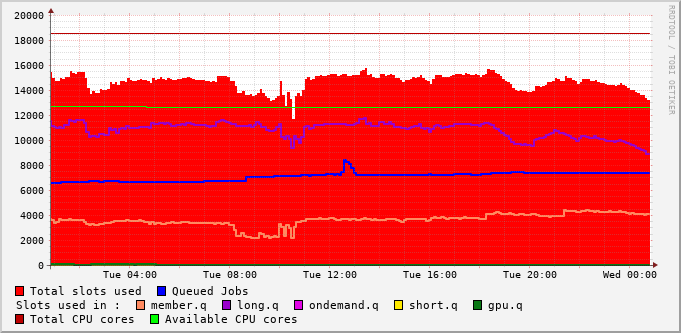 RRDTOOL / TOBI OETIKER
20000
18000
16000
14000
12000
10000
8000
6000
4000
2000
0
Tue 04:00 Tue 08:00 Tue 12:00 Tue 16:00 Tue 20:00 Wed 00:00
Total slots used Queued Jobs
Slots used in : member.q long.q ondemand.q short.q gpu.q
Total CPU cores Available CPU cores